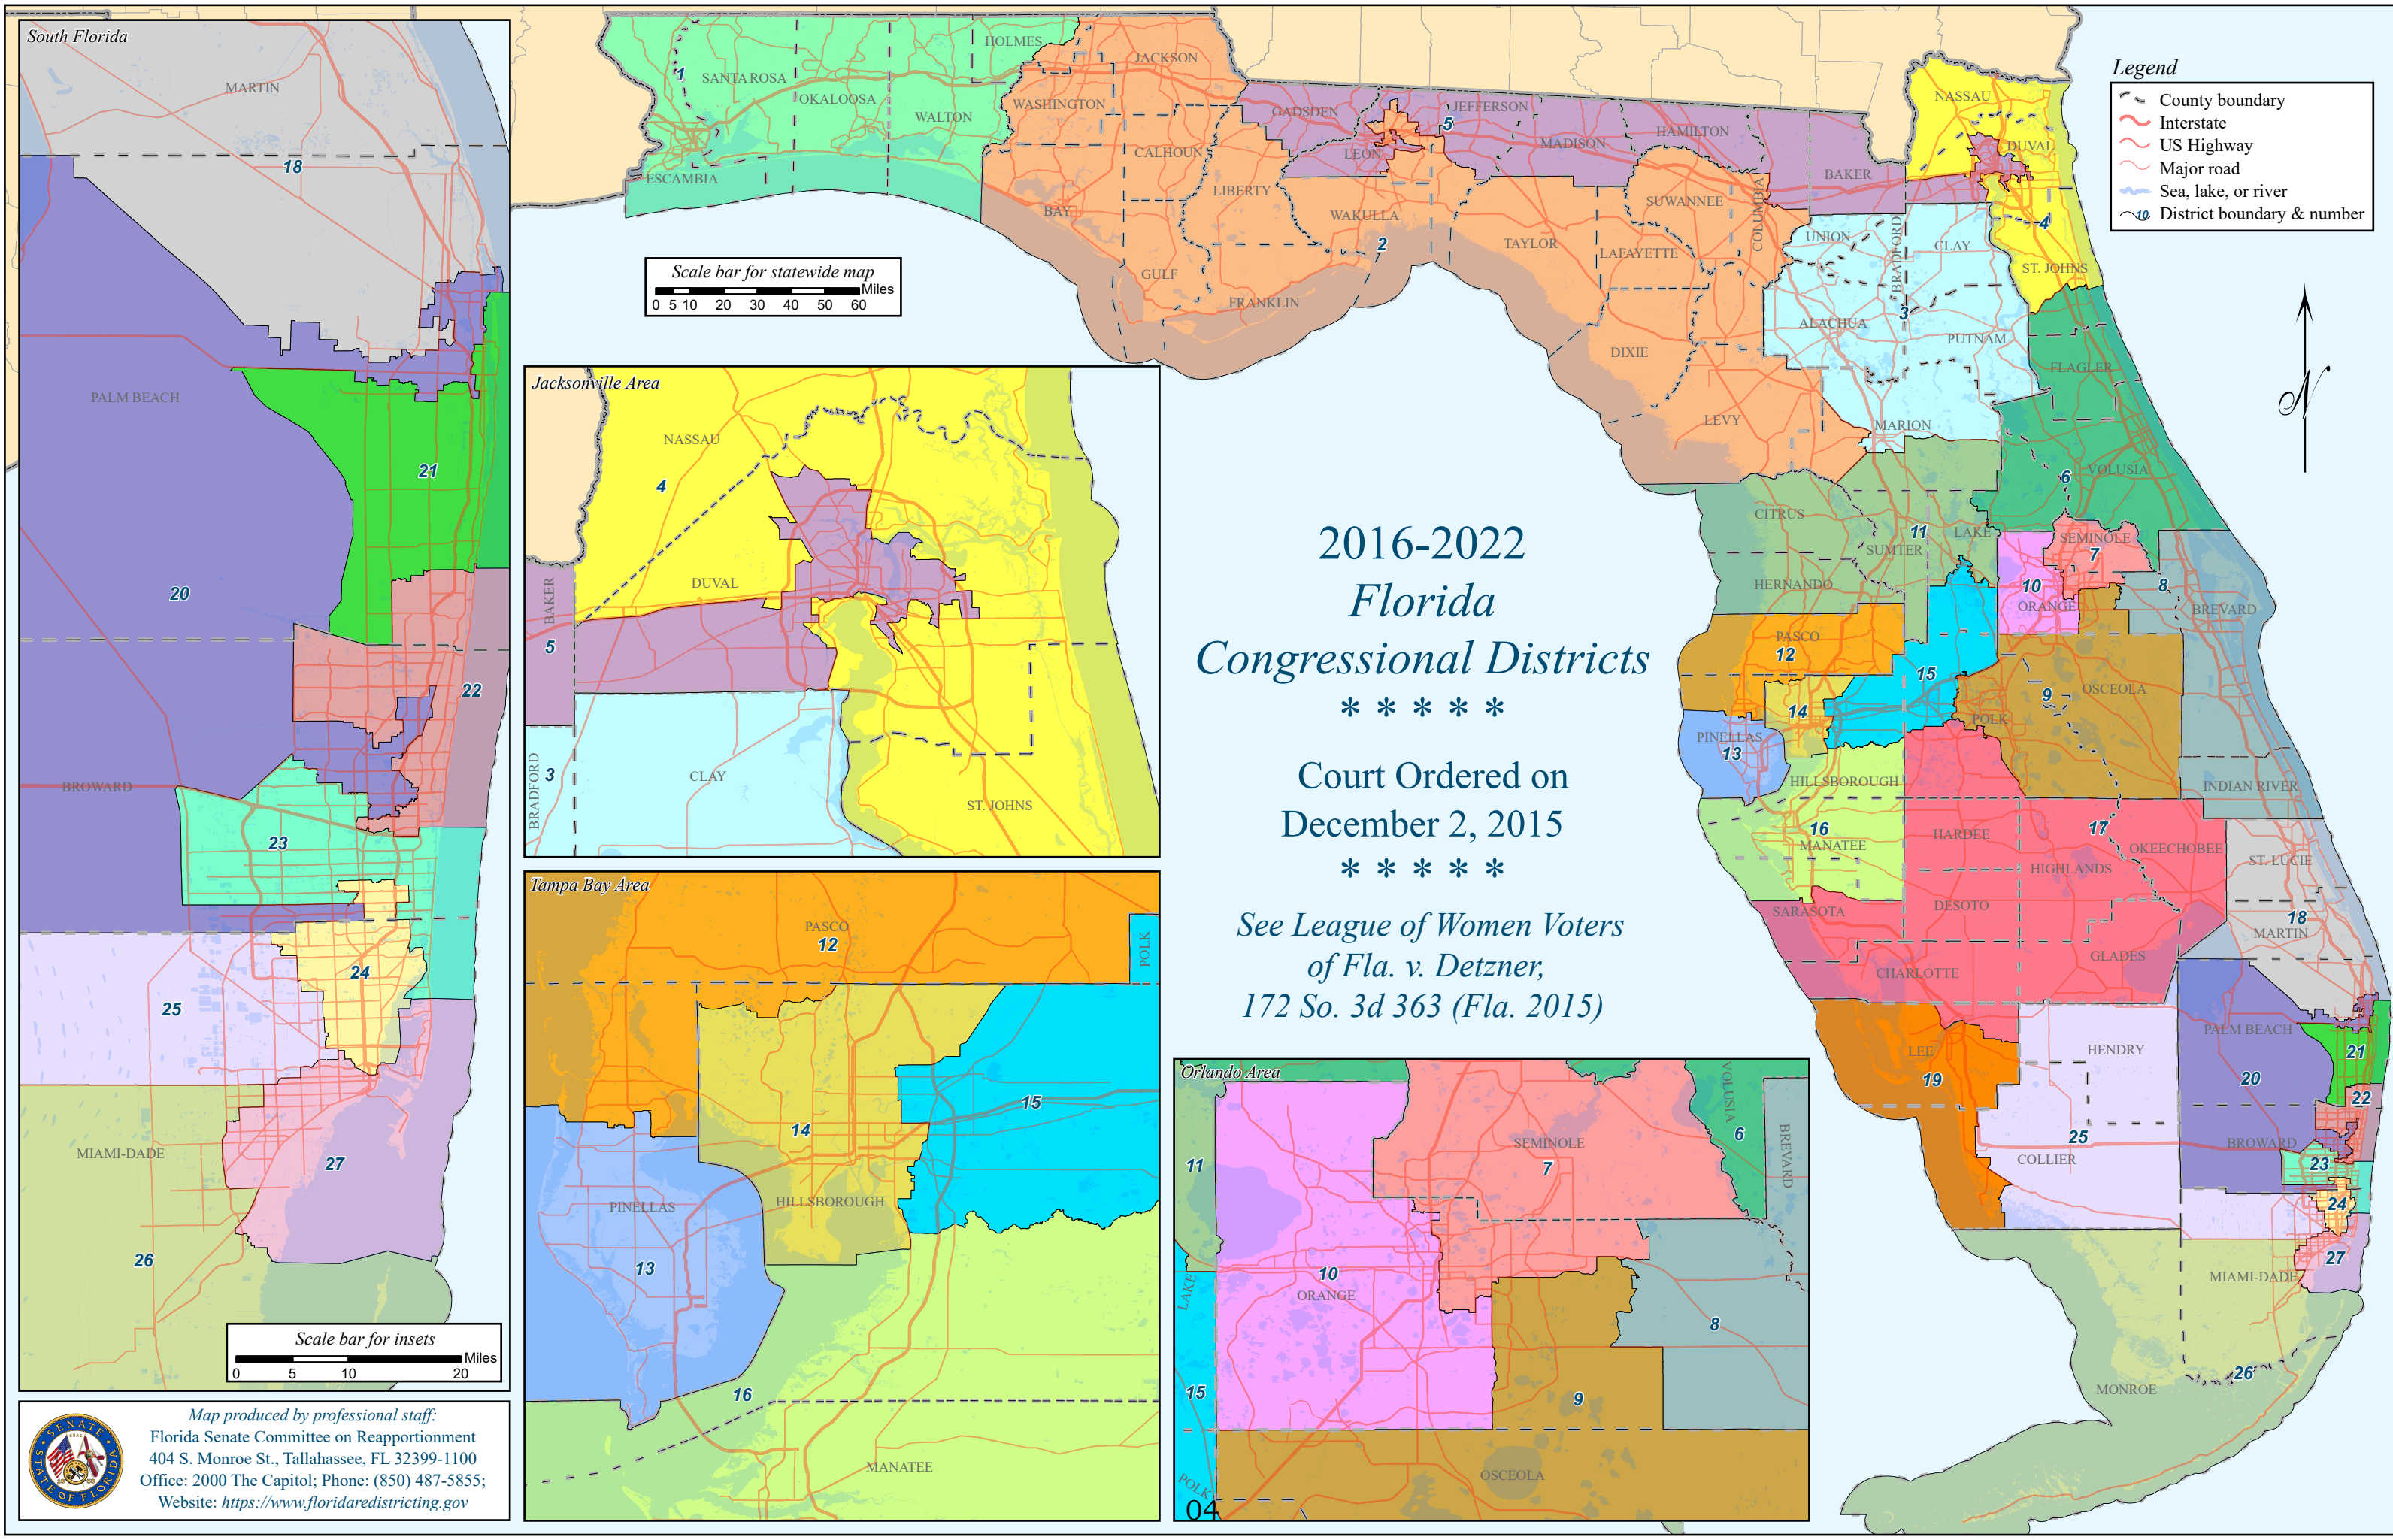 South Florida
MARTIN
18
PALM BEACH
21
20
22
BROWARD
23
24
25
MIAMI-DADE
27
26
Scale bar for insets
Miles
0 5 10 20
Map produced by professional staff:
Florida Senate Committee on Reapportionment
404 S. Monroe St., Tallahassee, FL 32399-1100
Office: 2000 The Capitol; Phone: (850) 487-5855;
Website: https://www.floridaredistricting.gov
SENATE
STATE OF FLORIDA
Scale bar for statewide map
Miles
0 5 10 20 30 40 50 60
Jacksonville Area
NASSAU
4
DUVAL
BAKER
5
3
BRADFORD
CLAY
ST. JOHNS
Tampa Bay Area
PASCO
12
POLK
15
14
PINELLAS
HILLSBOROUGH
13
16
MANATEE
2016-2022
Florida
Congressional Districts
* * * * *
Court Ordered on
December 2, 2015
* * * * *
See League of Women Voters
of Fla. v. Detzner,
172 So. 3d 363 (Fla. 2015)
Orlando Area
VOLUSIA
6
BREVARD
SEMINOLE
7
11
10
ORANGE
LAKE
8
15
9
OSCEOLA
POLK
04
Legend
County boundary
Interstate
US Highway
Major road
Sea, lake, or river
10 District boundary & number
N
HOLMES
1
SANTA ROSA
OKALOOSA
WALTON
ESCAMBIA
JACKSON
WASHINGTON
CALHOUN
BAY
LIBERTY
GULF
FRANKLIN
WAKULLA
2
GADSDEN
LEON
JEFFERSON
5
MADISON
HAMILTON
TAYLOR
LAFAYETTE
SUWANNEE
COLUMBIA
BAKER
DIXIE
LEVY
NASSAU
DUVAL
4
ST. JOHNS
UNION
BRADFORD
CLAY
3
ALACHUA
PUTNAM
MARION
FLAGLER
VOLUSIA
6
CITRUS
11
LAKE
SUMTER
HERNANDO
SEMINOLE
7
10
ORANGE
8
BREVARD
PASCO
12
15
14
9
OSCEOLA
POLK
PINELLAS
13
HILLSBOROUGH
INDIAN RIVER
16
MANATEE
HARDEE
17
OKEECHOBEE
HIGHLANDS
ST. LUCIE
SARASOTA
DESOTO
18
MARTIN
GLADES
CHARLOTTE
PALM BEACH
LEE
HENDRY
21
19
20
22
25
COLLIER
BROWARD
23
24
27
MIAMI-DADE
26
MONROE